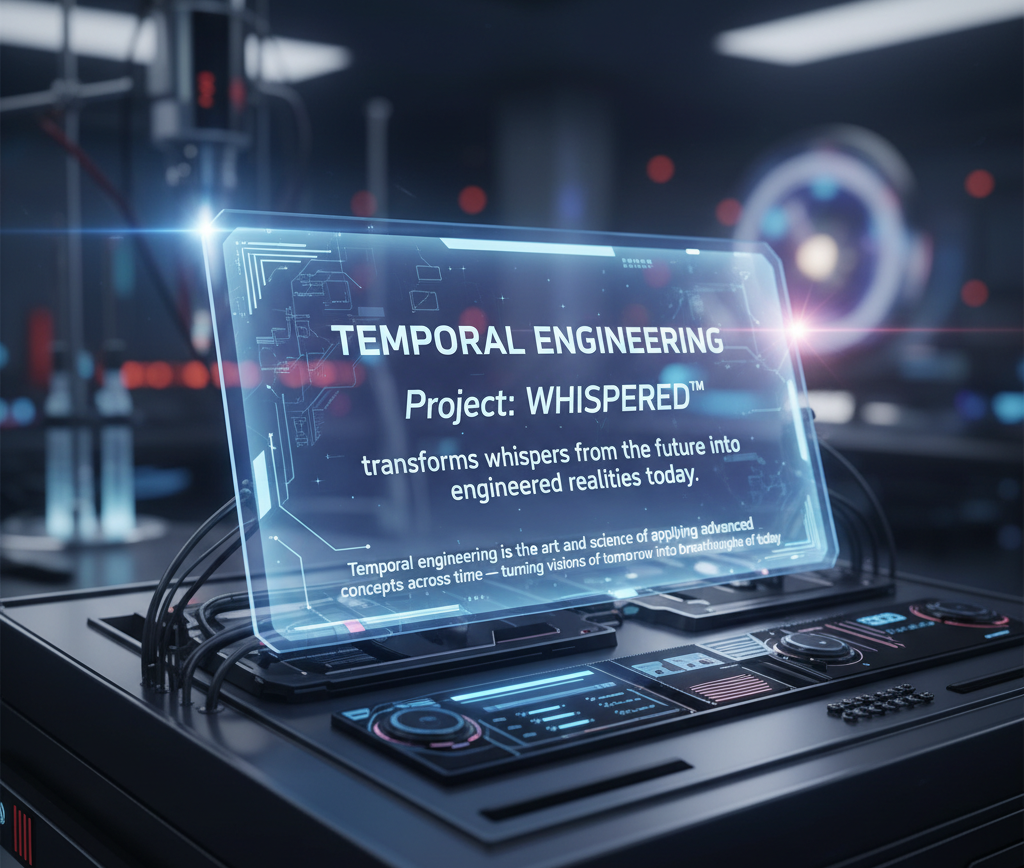 TEMPORAL ENGINEERING
Project: WHISPERED™
transforms whispers from the future into
engineered realities today.
Temporal engineering is the art and science of applying advanced
concepts across time — turning visions of tomorrow into of today